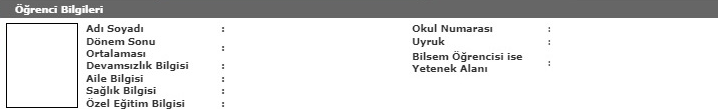 Öğrenci Bilgileri
Adı Soyadı :
Dönem Sonu
Ortalaması :
Devamsızlık Bilgisi :
Aile Bilgisi :
Sağlık Bilgisi :
Özel Eğitim Bilgisi :
Okul Numarası :
Uyruk :
Bilsem Öğrencisi ise
Yetenek Alanı :